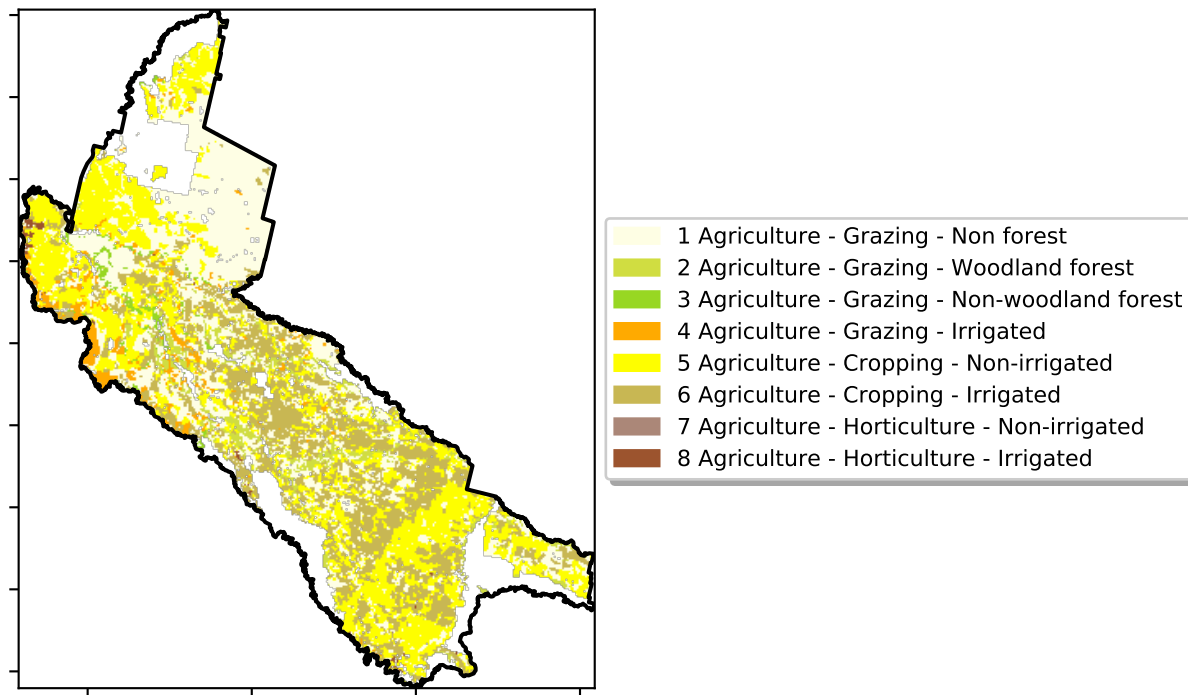 1 Agriculture - Grazing - Non forest
2 Agriculture - Grazing - Woodland forest
3 Agriculture - Grazing - Non-woodland forest
4 Agriculture - Grazing - Irrigated
5 Agriculture - Cropping - Non-irrigated
6 Agriculture - Cropping - Irrigated
7 Agriculture - Horticulture - Non-irrigated
8 Agriculture - Horticulture - Irrigated